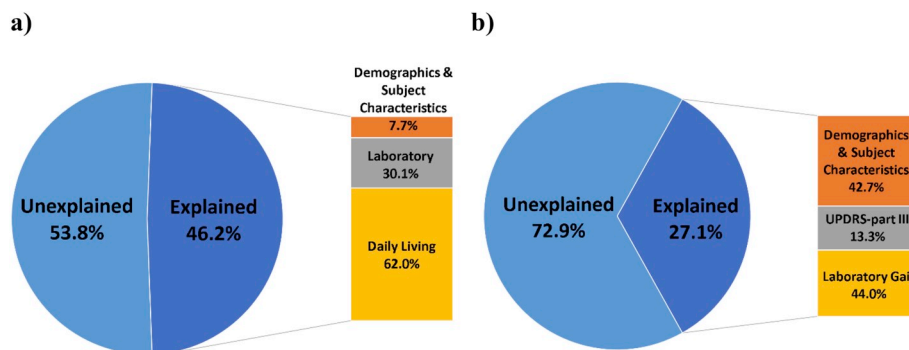 a)
Unexplained
53.8%
Explained
46.2%
Demographics &
Subject
Characteristics
7.7%
Laboratory
30.1%
Daily Living
62.0%
b)
Unexplained
72.9%
Explained
27.1%
Demographics
& Subject
Characteristics
42.7%
UPDRS-part III
13.3%
Laboratory Gai
44.0%